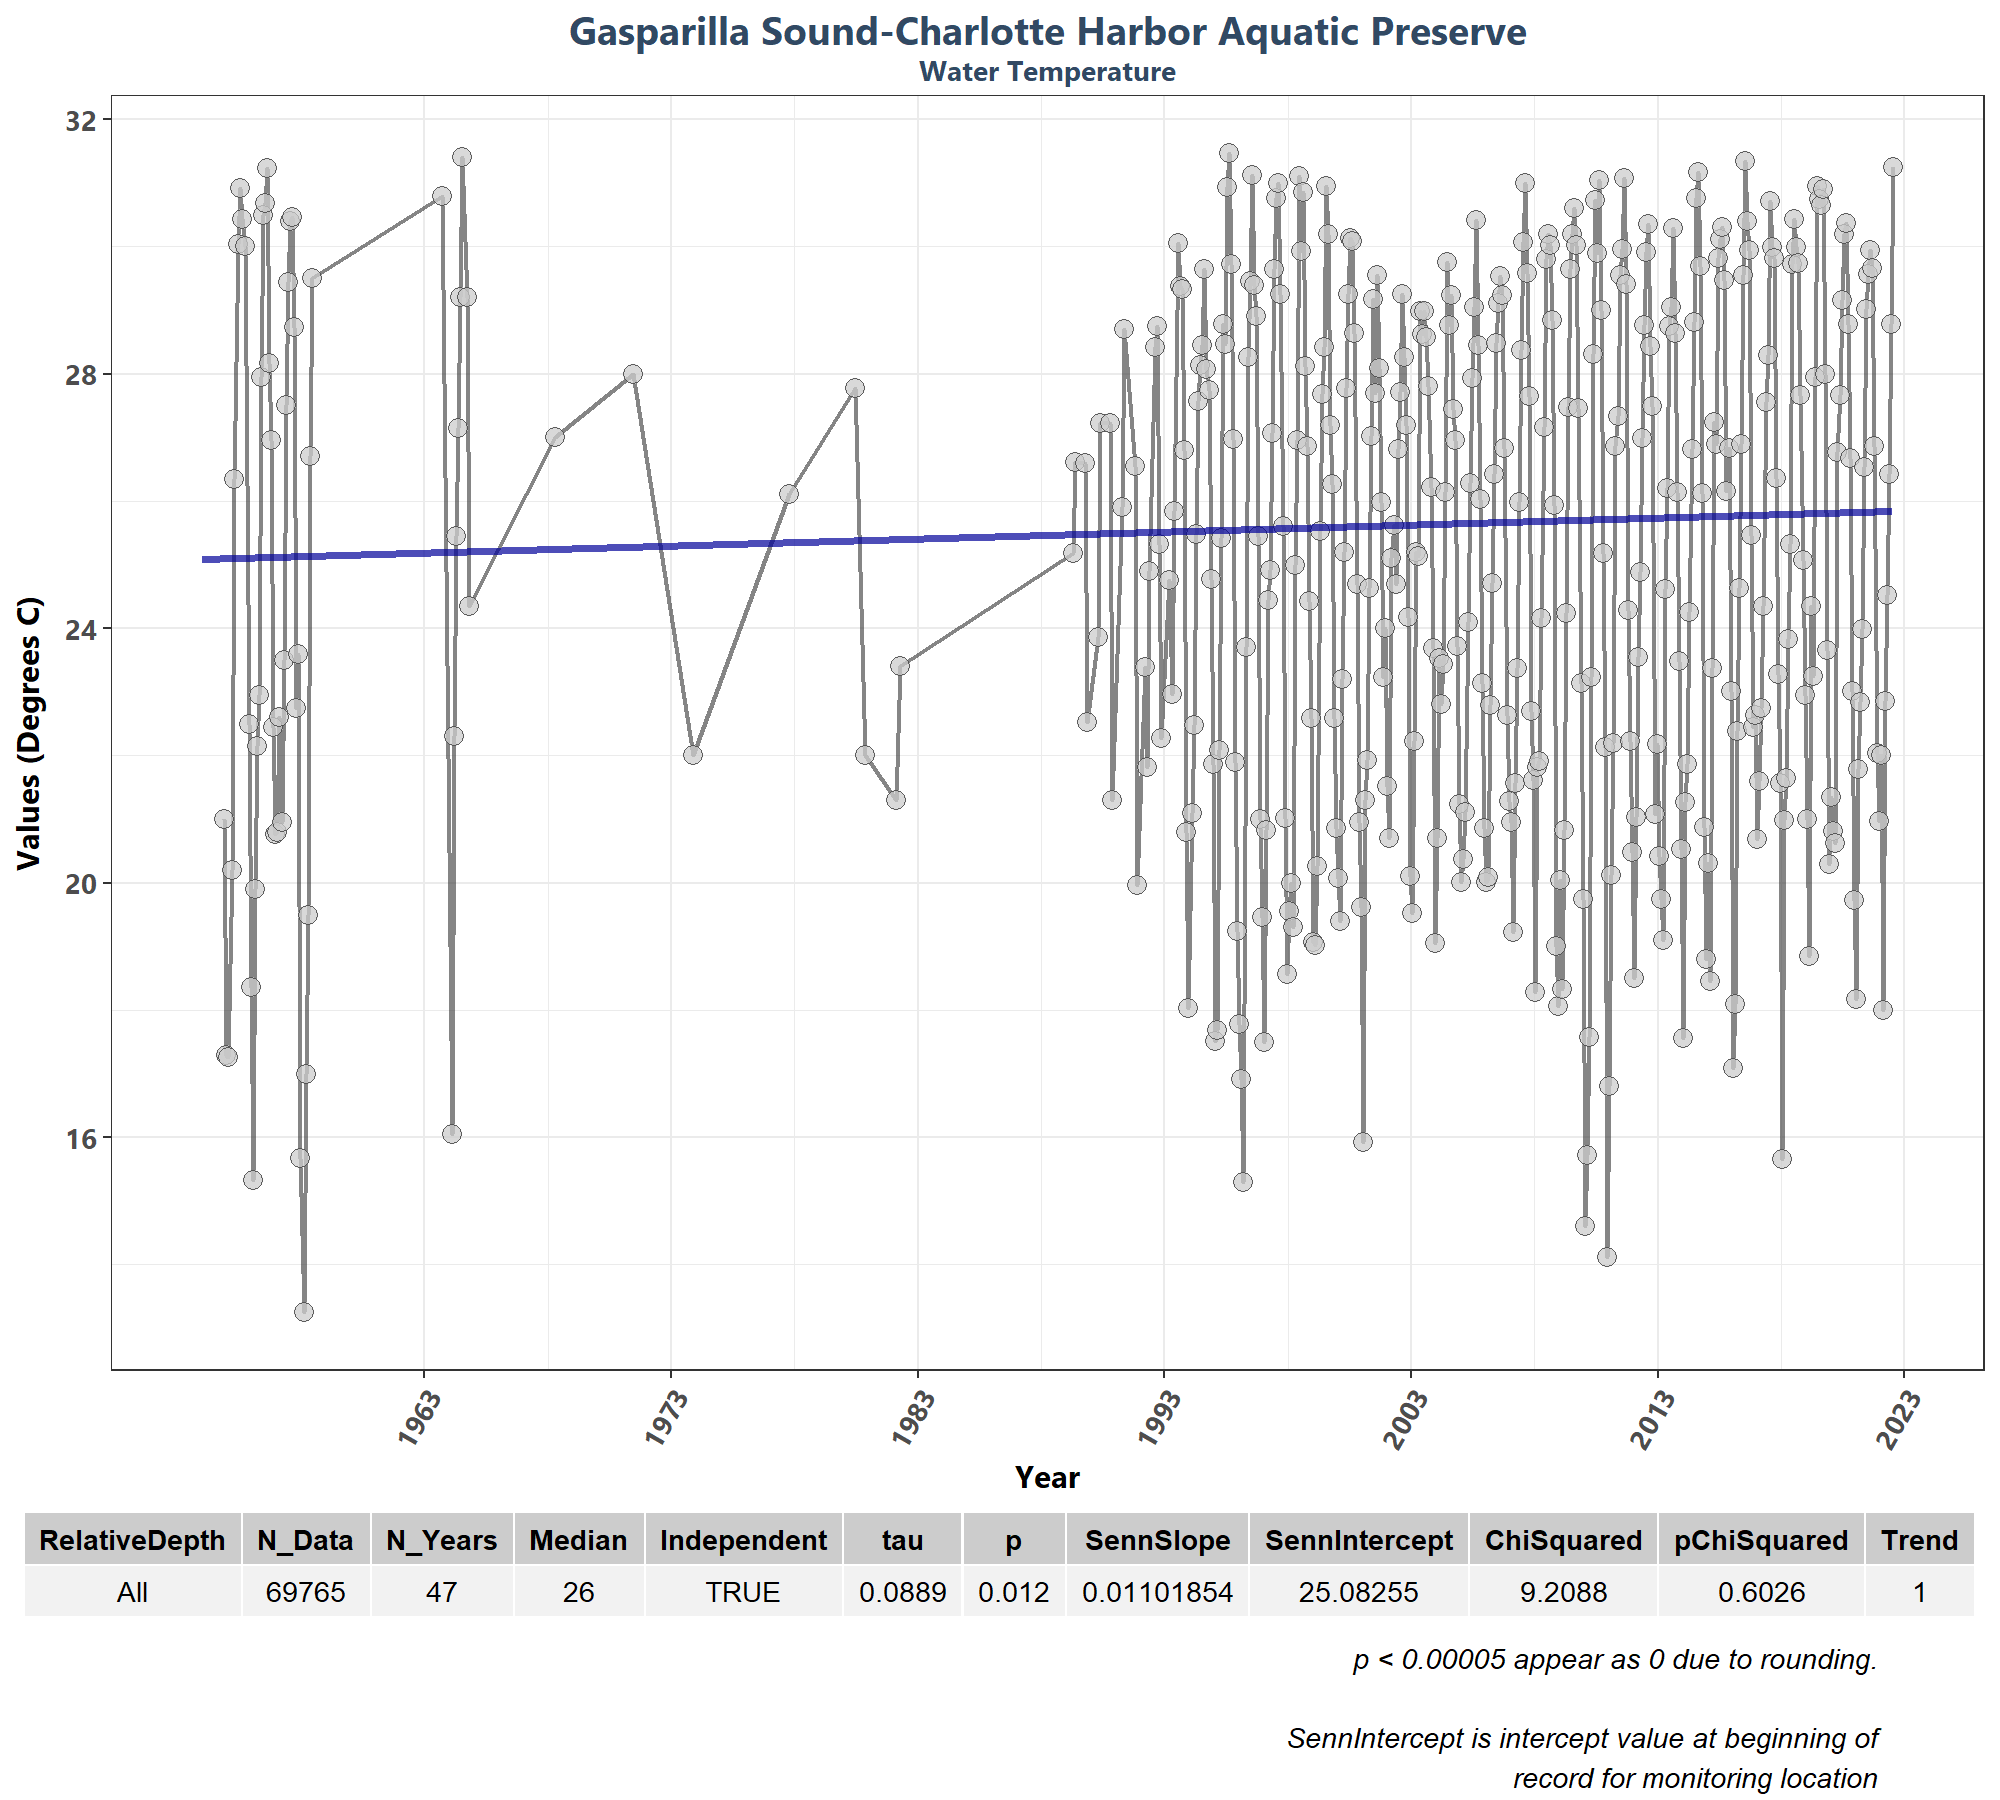 Gasparilla Sound-Charlotte Harbor Aquatic Preserve
Water Temperature
Values (Degrees C)
32
28
24
20
16
1963
1973
1983
1993
2003
2013
2023
Year
RelativeDepth N_Data N_Years Median Independent tau p SennSlope SennIntercept ChiSquared pChiSquared Trend
All 69765 47 26 TRUE 0.0889 0.012 0.01101854 25.08255 9.2088 0.6026 1
p < 0.00005 appear as 0 due to rounding.
SennIntercept is intercept value at beginning of
record for monitoring location